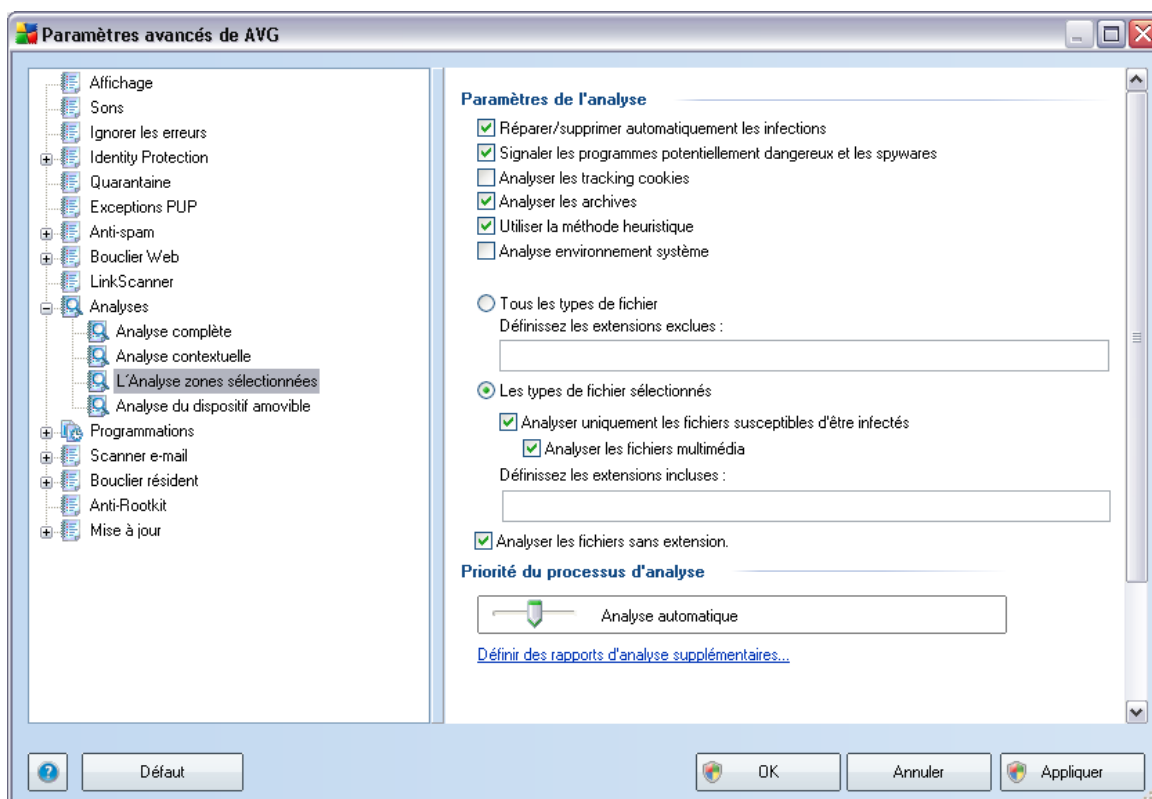 Paramètres avancés de AVG
Affichage
Sons
Ignorer les erreurs
Identity Protection
Quarantaine
Exceptions PUP
Anti-spam
Bouclier Web
LinkScanner
Analyses
Analyse complète
Analyse contextuelle
L´Analyse zones sélectionnées
Analyse du dispositif amovible
Programmations
Scanner e-mail
Bouclier résident
Anti-Rootkit
Mise à jour
Paramètres de l'analyse
Réparer/supprimer automatiquement les infections
Signaler les programmes potentiellement dangereux et les spywares
Analyser les tracking cookies
Analyser les archives
Utiliser la méthode heuristique
Analyse environnement système
Tous les types de fichier
Définissez les extensions exclues :
Les types de fichier sélectionnés
Analyser uniquement les fichiers susceptibles d'être infectés
Analyser les fichiers multimédia
Définissez les extensions incluses :
Analyser les fichiers sans extension.
Priorité du processus d'analyse
Analyse automatique
Définir des rapports d'analyse supplémentaires...
Défaut
OK
Annuler
Appliquer